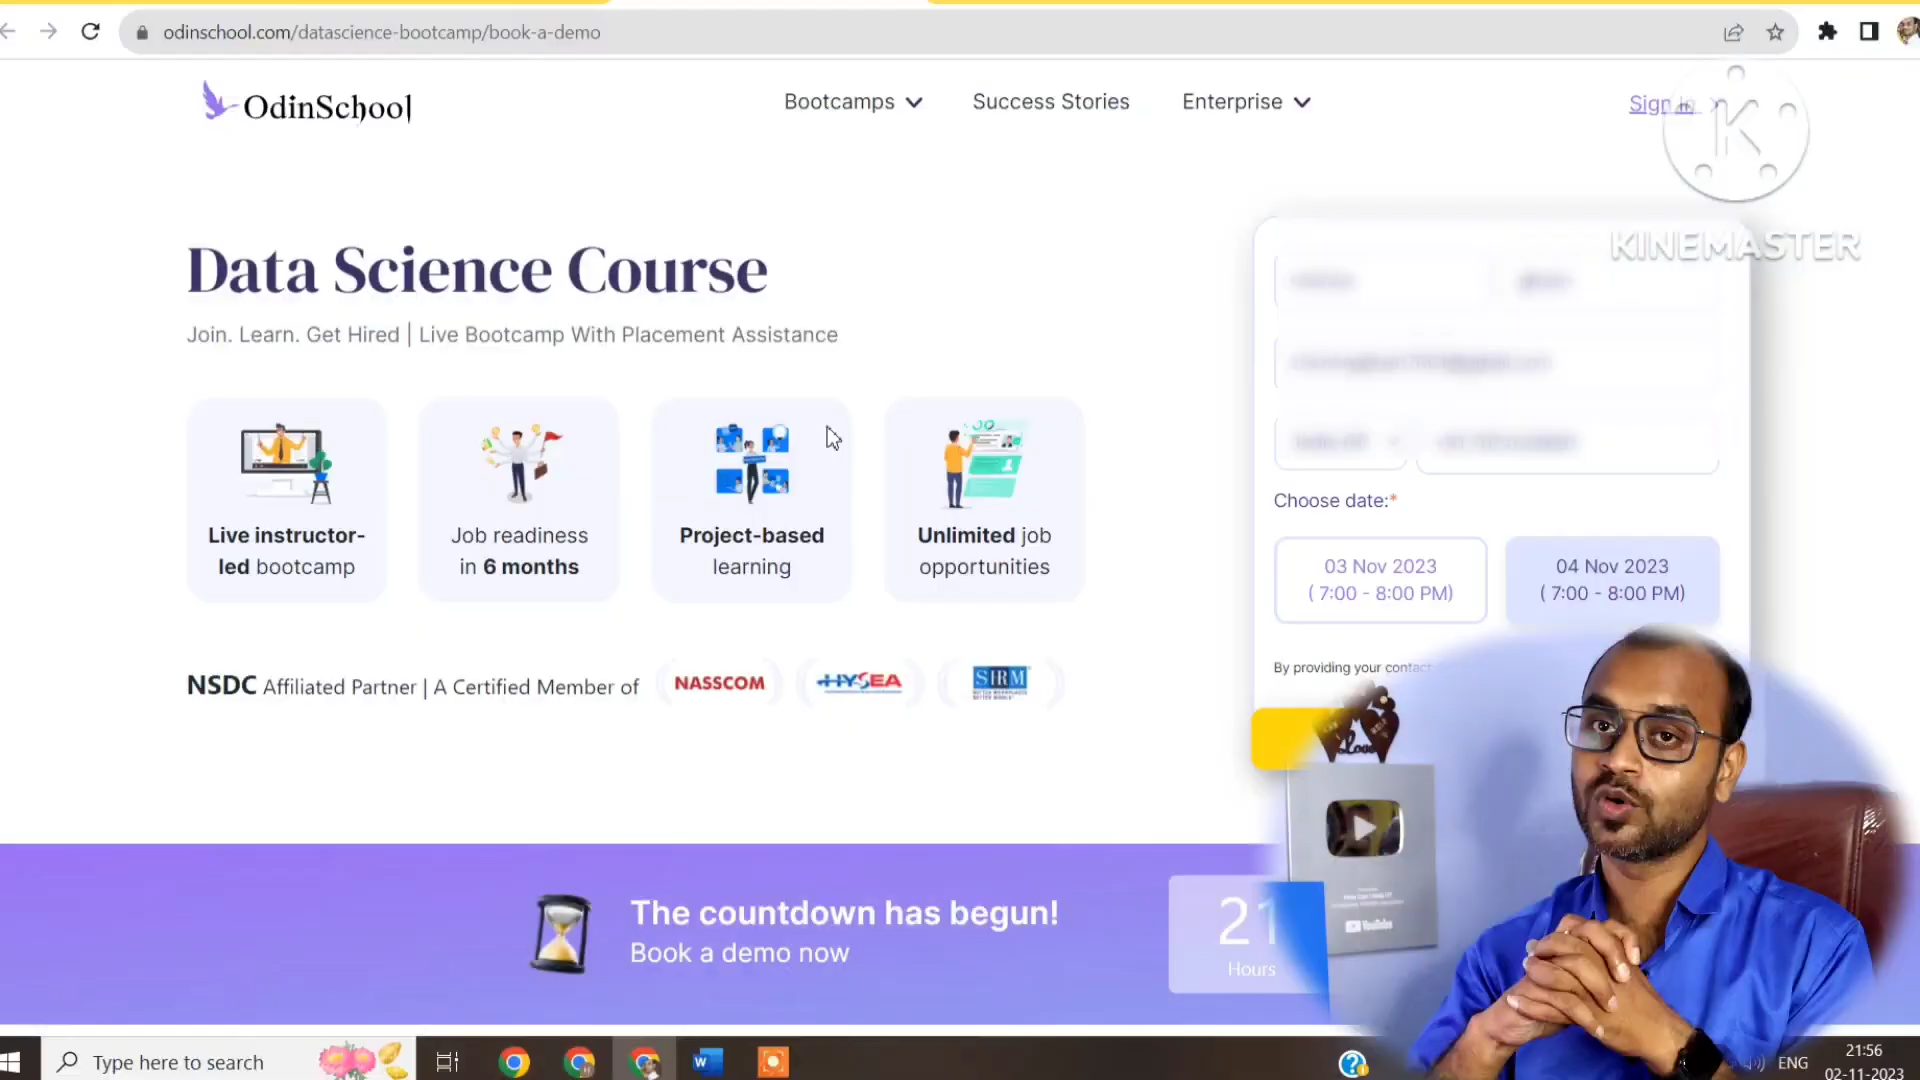 odinschool.com/datascience-bootcamp/book-a-demo
OdinSchool
Bootcamps
Success Stories
Enterprise
Sign In
KINEMASTER
Data Science Course
Join. Learn. Get Hired | Live Bootcamp With Placement Assistance
Live instructor-
led bootcamp
Job readiness
in 6 months
Project-based
learning
Unlimited job
opportunities
Choose date:*
03 Nov 2023
( 7:00 - 8:00 PM)
04 Nov 2023
( 7:00 - 8:00 PM)
By providing your contact
NSDC Affiliated Partner | A Certified Member of
NASSCOM
HYSEA
SHRM
Love
YouTube
The countdown has begun!
Book a demo now
21
Hours
Type here to search
ENG
21:56
02-11-2023